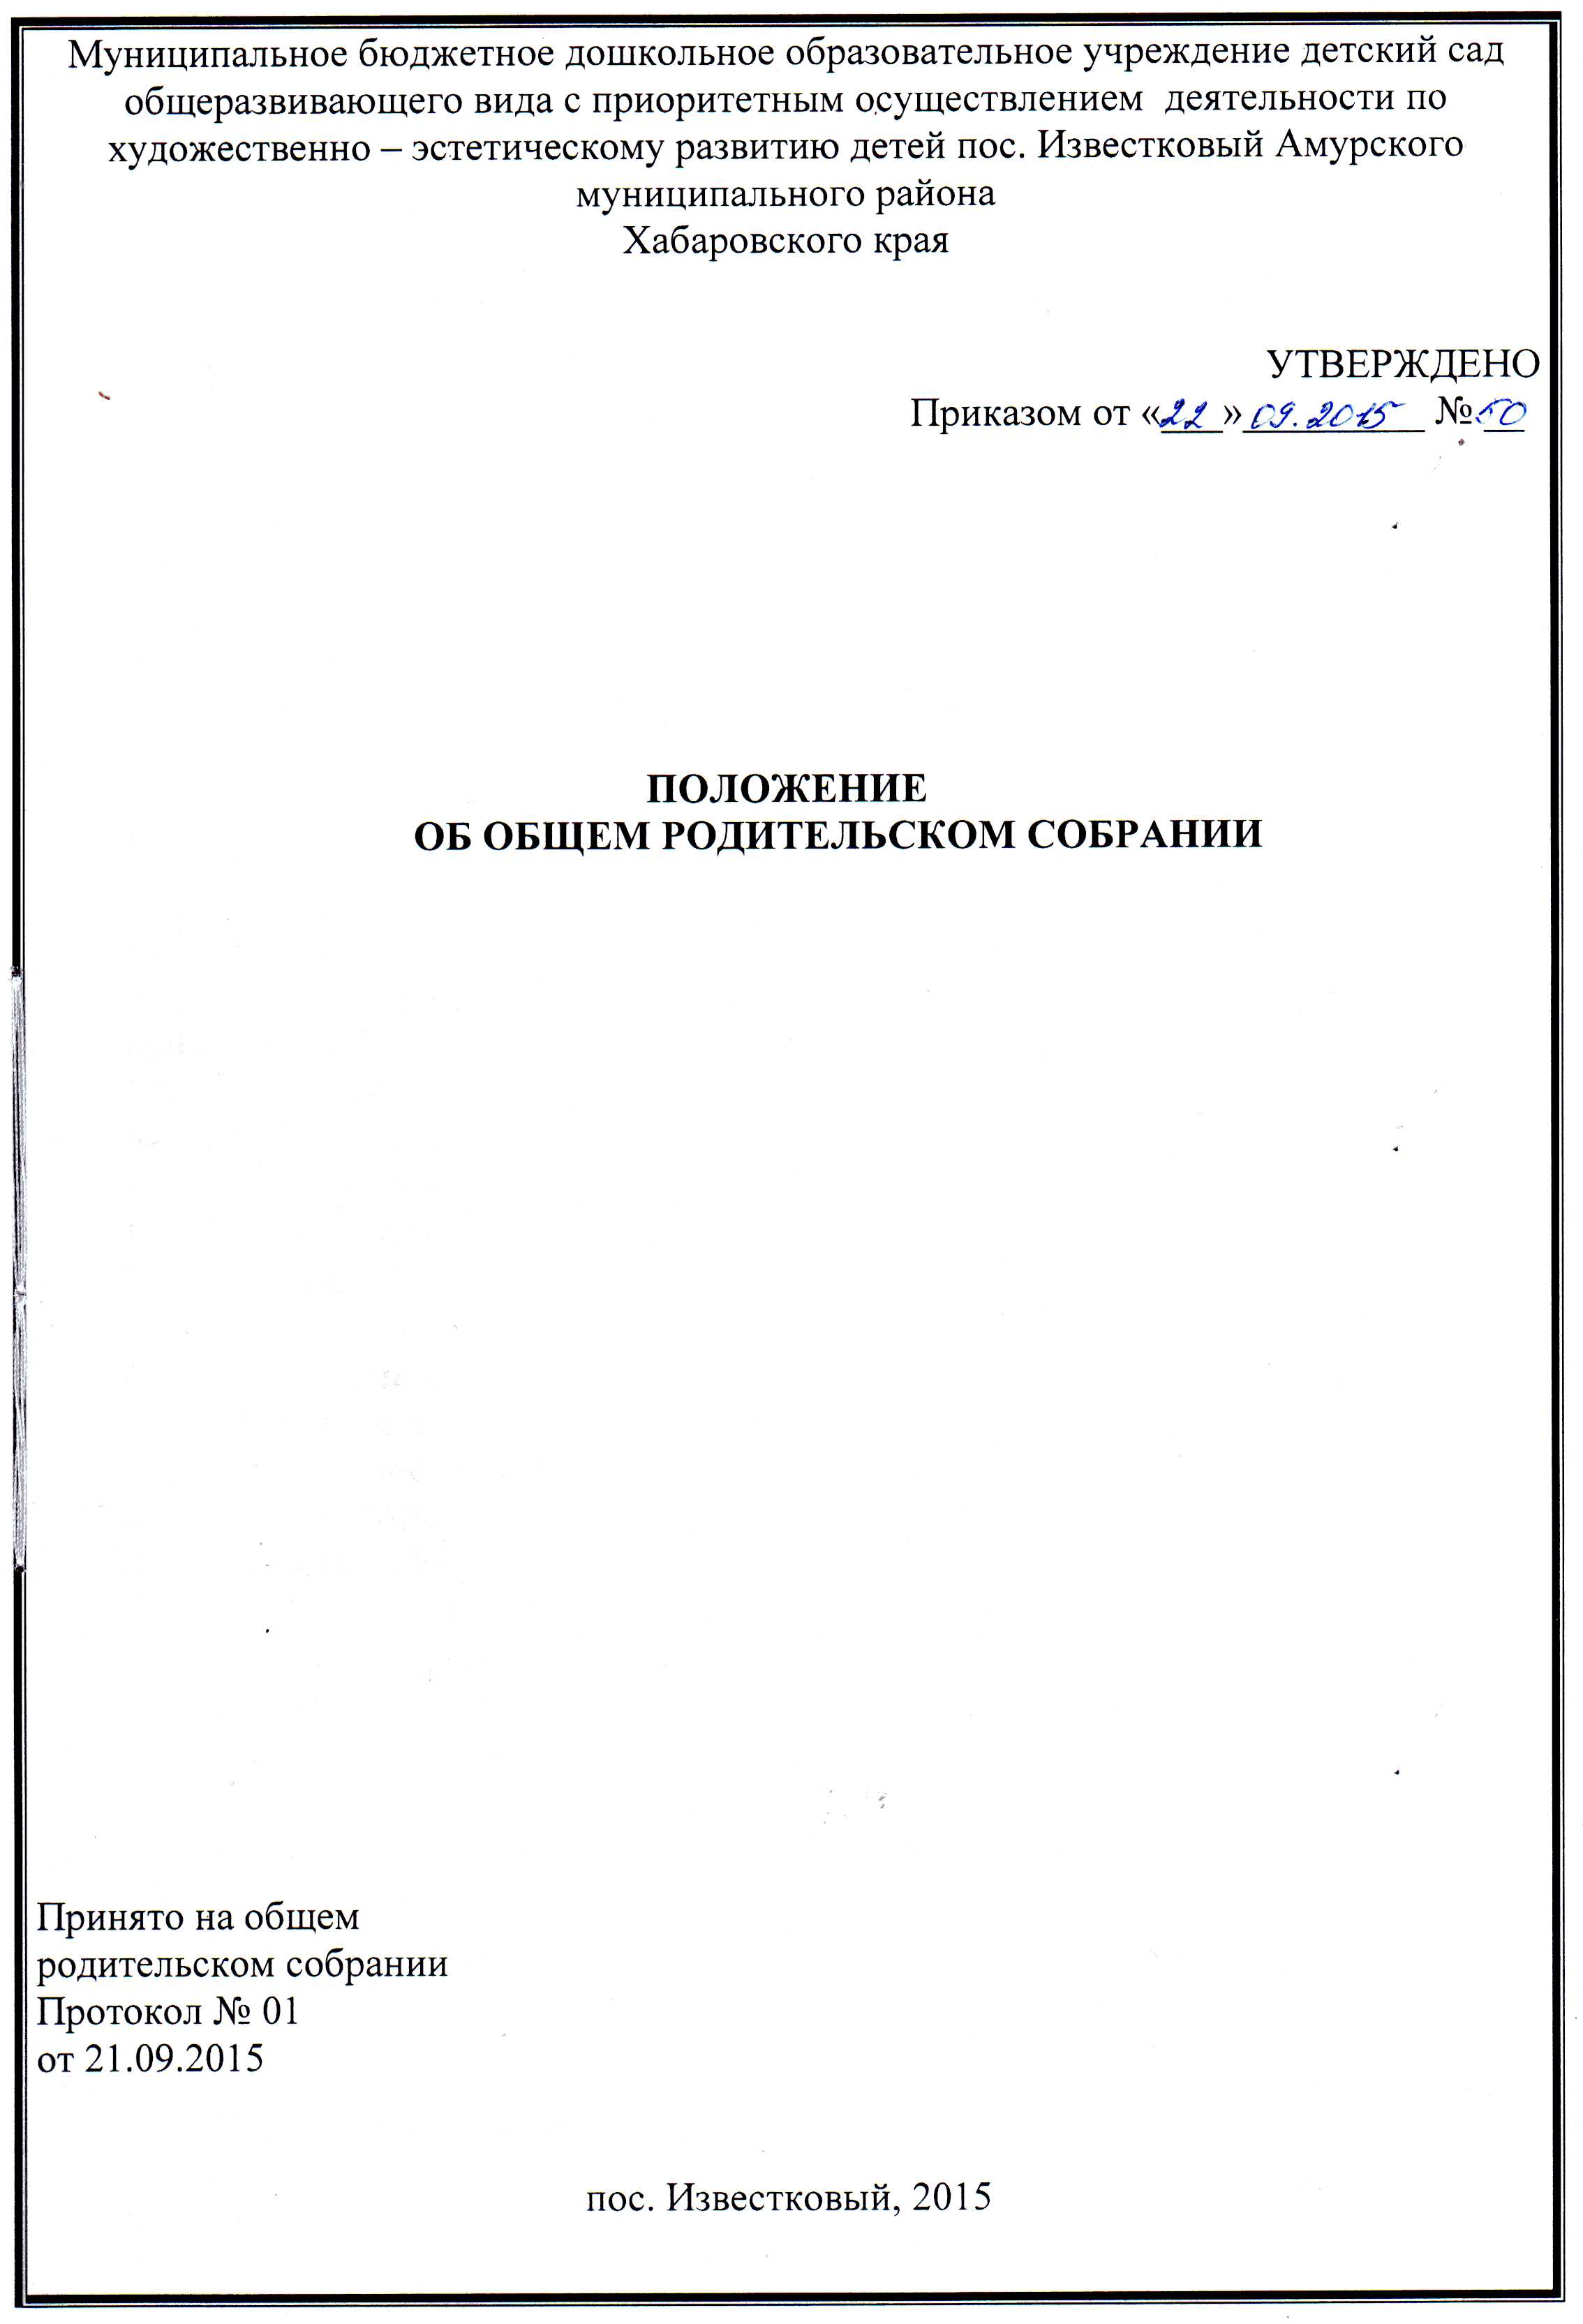 Муниципальное бюджетное дошкольное образовательное учреждение детский сад
общеразвивающего вида с приоритетным осуществлением деятельности по
художественно – эстетическому развитию детей пос. Известковый Амурского
муниципального района
Хабаровского края
УТВЕРЖДЕНО
Приказом от «22» 09.2015 № 50
ПОЛОЖЕНИЕ
ОБ ОБЩЕМ РОДИТЕЛЬСКОМ СОБРАНИИ
Принято на общем
родительском собрании
Протокол № 01
от 21.09.2015
пос. Известковый, 2015